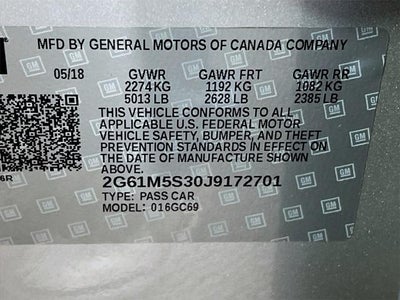 MFD BY GENERAL MOTORS OF CANADA COMPANY
05/18 GVWR GAWR FRT GAWR RR
2274 KG 1192 KG 1082 KG
5013 LB 2628 LB 2385 LB
THIS VEHICLE CONFORMS TO ALL
APPLICABLE U.S. FEDERAL MOTOR
VEHICLE SAFETY, BUMPER, AND THEFT
PREVENTION STANDARDS IN EFFECT ON
THE DATE OF MANUFACTURE SHOWN
ABOVE.
2G61M5S30J9172701
TYPE: PASS CAR
MODEL: 016GC69